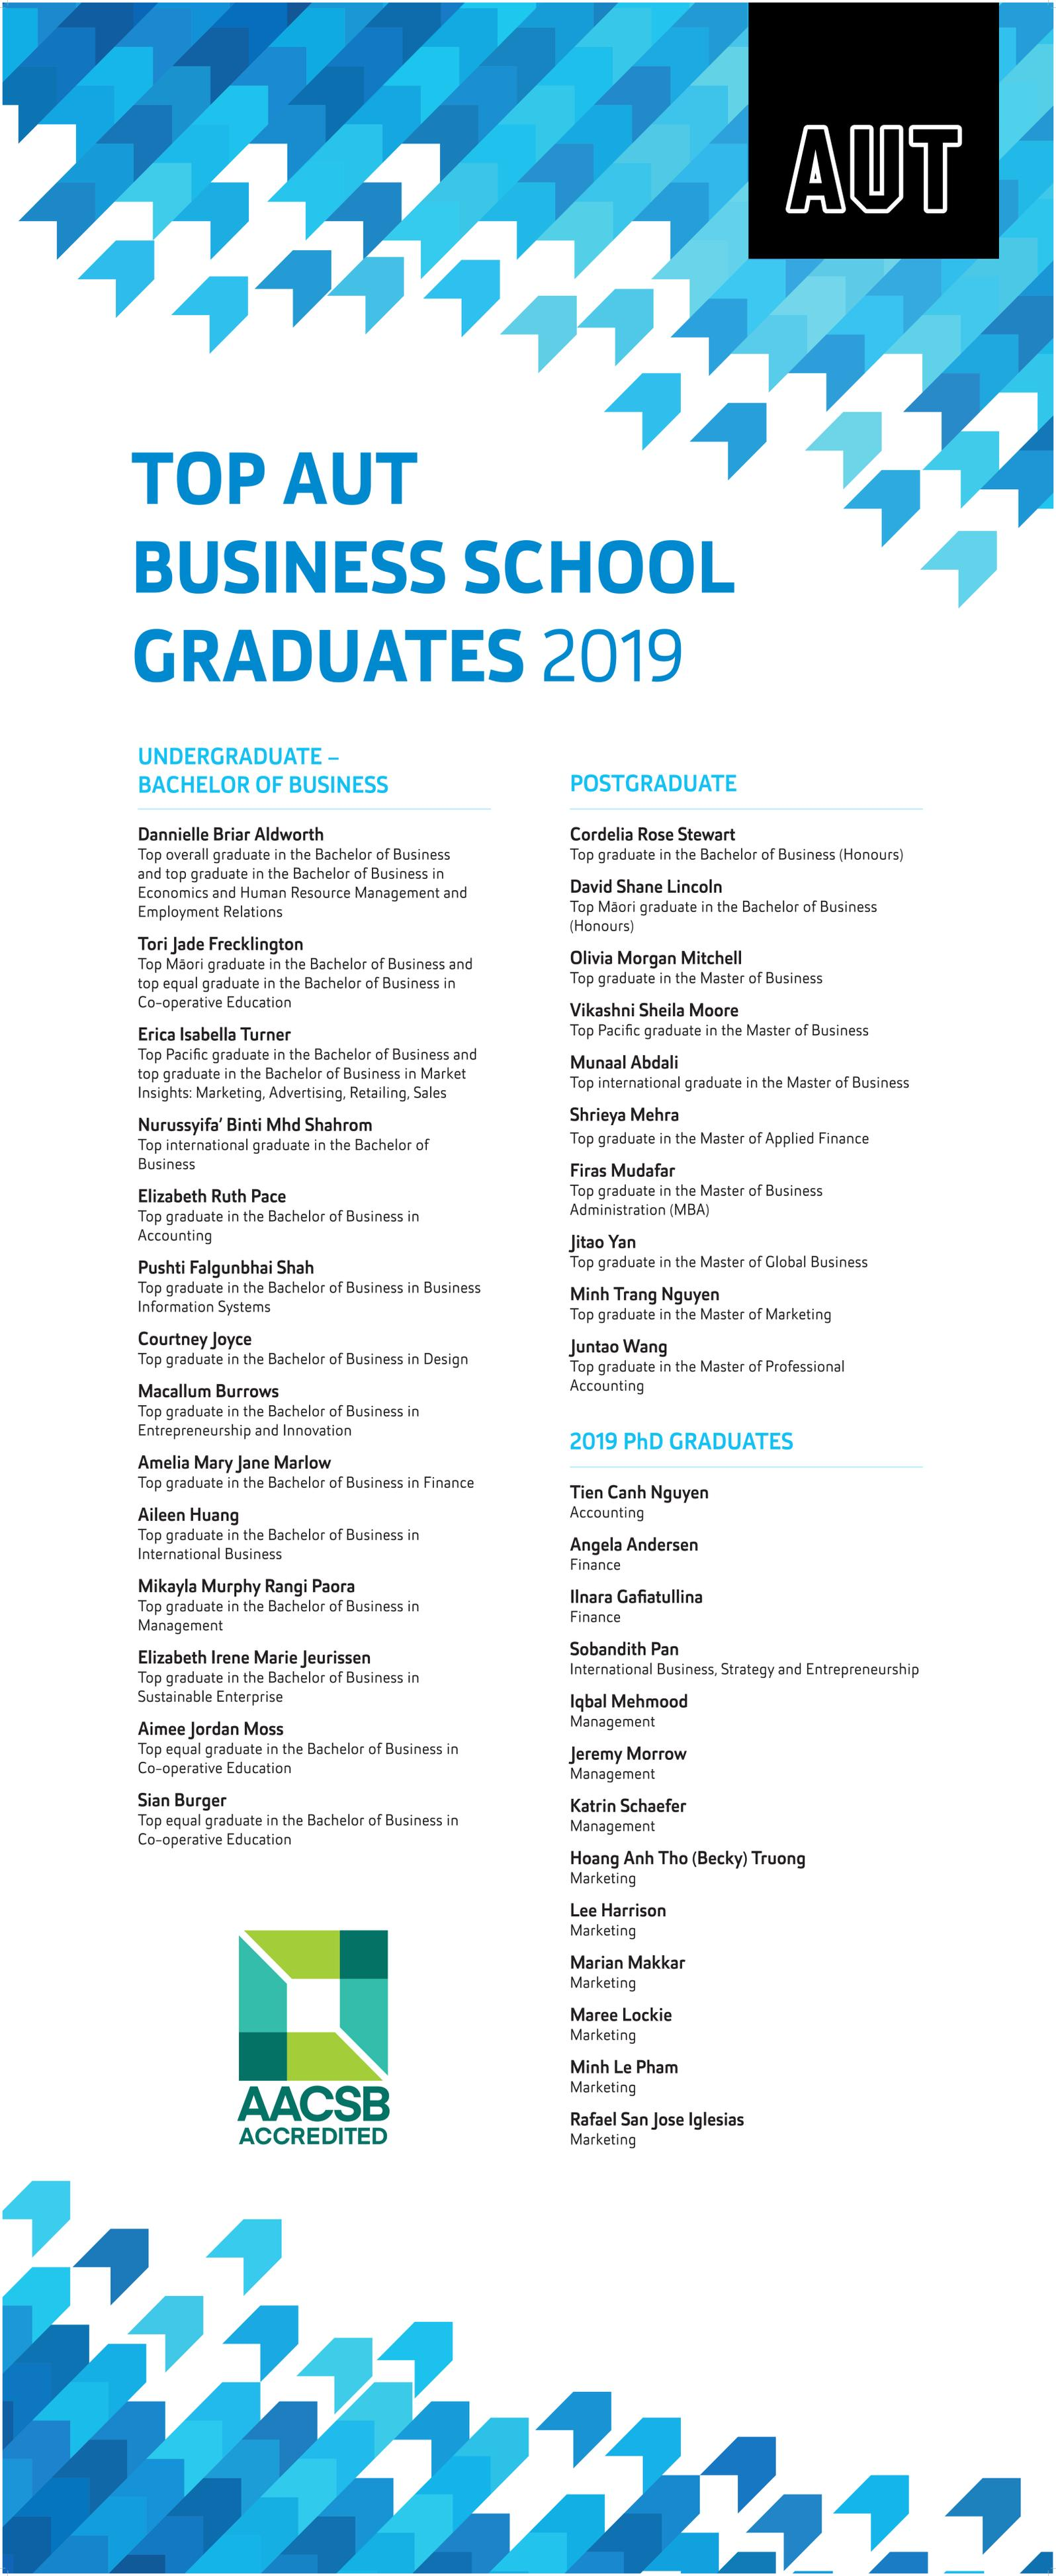 AUT
TOP AUT
BUSINESS SCHOOL
GRADUATES 2019
UNDERGRADUATE –
BACHELOR OF BUSINESS
Dannielle Briar Aldworth
Top overall graduate in the Bachelor of Business
and top graduate in the Bachelor of Business in
Economics and Human Resource Management and
Employment Relations
Tori Jade Frecklington
Top Māori graduate in the Bachelor of Business and
top equal graduate in the Bachelor of Business in
Co-operative Education
Erica Isabella Turner
Top Pacific graduate in the Bachelor of Business and
top graduate in the Bachelor of Business in Market
Insights: Marketing, Advertising, Retailing, Sales
Nurussyifa’ Binti Mhd Shahrom
Top international graduate in the Bachelor of
Business
Elizabeth Ruth Pace
Top graduate in the Bachelor of Business in
Accounting
Pushti Falgunbhai Shah
Top graduate in the Bachelor of Business in Business
Information Systems
Courtney Joyce
Top graduate in the Bachelor of Business in Design
Macallum Burrows
Top graduate in the Bachelor of Business in
Entrepreneurship and Innovation
Amelia Mary Jane Marlow
Top graduate in the Bachelor of Business in Finance
Aileen Huang
Top graduate in the Bachelor of Business in
International Business
Mikayla Murphy Rangi Paora
Top graduate in the Bachelor of Business in
Management
Elizabeth Irene Marie Jeurissen
Top graduate in the Bachelor of Business in
Sustainable Enterprise
Aimee Jordan Moss
Top equal graduate in the Bachelor of Business in
Co-operative Education
Sian Burger
Top equal graduate in the Bachelor of Business in
Co-operative Education
AACSB
ACCREDITED
POSTGRADUATE
Cordelia Rose Stewart
Top graduate in the Bachelor of Business (Honours)
David Shane Lincoln
Top Māori graduate in the Bachelor of Business
(Honours)
Olivia Morgan Mitchell
Top graduate in the Master of Business
Vikashni Sheila Moore
Top Pacific graduate in the Master of Business
Munaal Abdali
Top international graduate in the Master of Business
Shrieya Mehra
Top graduate in the Master of Applied Finance
Firas Mudafar
Top graduate in the Master of Business
Administration (MBA)
Jitao Yan
Top graduate in the Master of Global Business
Minh Trang Nguyen
Top graduate in the Master of Marketing
Juntao Wang
Top graduate in the Master of Professional
Accounting
2019 PhD GRADUATES
Tien Canh Nguyen
Accounting
Angela Andersen
Finance
Ilnara Gafiatullina
Finance
Sobandith Pan
International Business, Strategy and Entrepreneurship
Iqbal Mehmood
Management
Jeremy Morrow
Management
Katrin Schaefer
Management
Hoang Anh Tho (Becky) Truong
Marketing
Lee Harrison
Marketing
Marian Makkar
Marketing
Maree Lockie
Marketing
Minh Le Pham
Marketing
Rafael San Jose Iglesias
Marketing